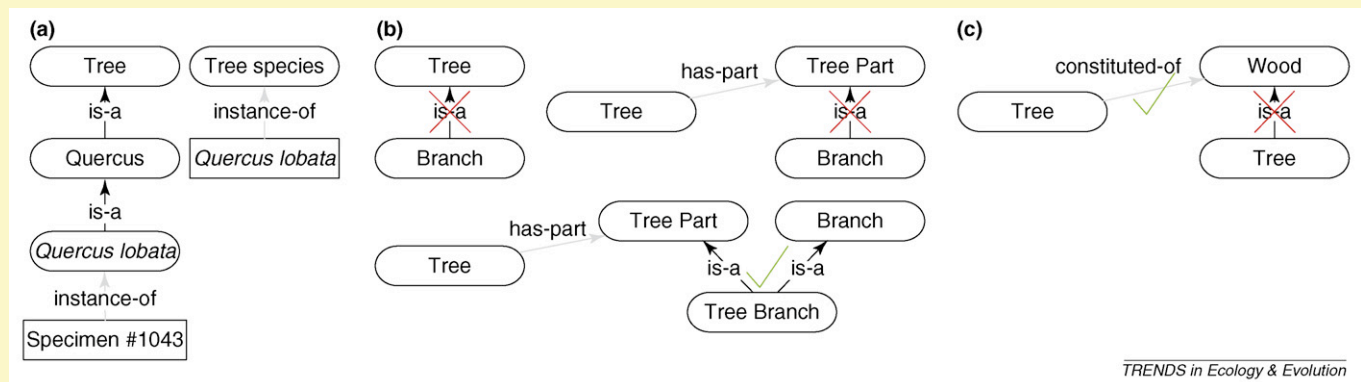 (a)
Tree
is-a
Quercus
is-a
Quercus lobata
instance-of
Specimen #1043
Tree species
instance-of
Quercus lobata
(b)
Tree
is-a
Branch
Tree
has-part
Tree Part
is-a
Branch
Tree
has-part
Tree Part
Branch
is-a
is-a
Tree Branch
(c)
Tree
constituted-of
Wood
is-a
Tree
TRENDS in Ecology & Evolution